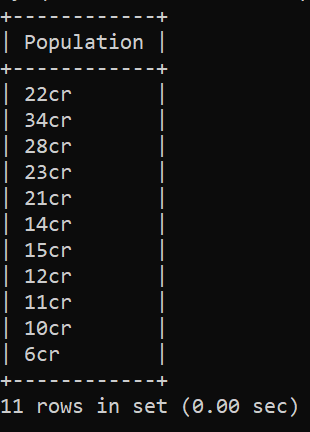 +------------+
| Population |
+------------+
| 22cr       |
| 34cr       |
| 28cr       |
| 23cr       |
| 21cr       |
| 14cr       |
| 15cr       |
| 12cr       |
| 11cr       |
| 10cr       |
| 6cr        |
+------------+
11 rows in set (0.00 sec)